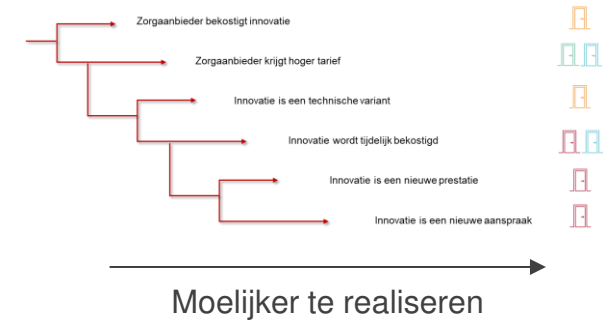 Zorgaanbieder bekostigt innovatie
Zorgaanbieder krijgt hoger tarief
Innovatie is een technische variant
Innovatie wordt tijdelijk bekostigd
Innovatie is een nieuwe prestatie
Innovatie is een nieuwe aanspraak
Moelijker te realiseren